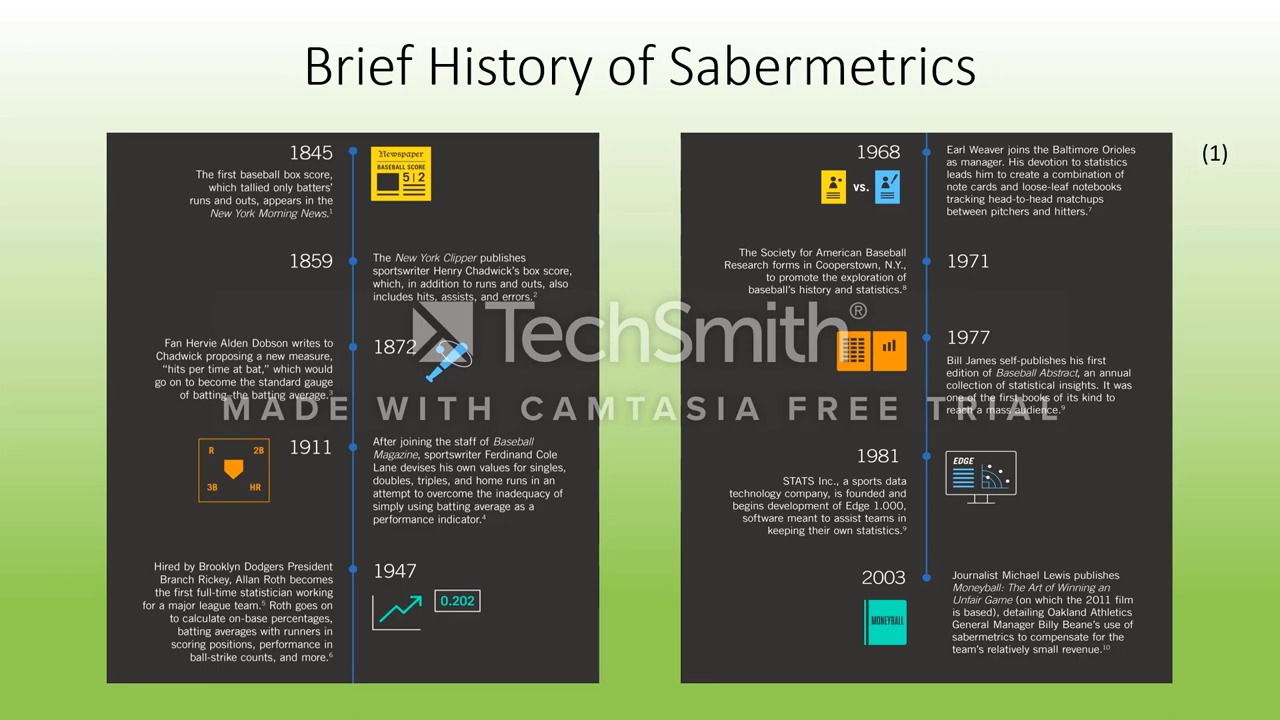 Brief History of Sabermetrics
(1)
1845
The first baseball box score,
which tallied only batters'
runs and outs, appears in the
New York Morning News.¹
Newspaper
BASEBALL SCORE
5 | 2
1859
The New York Clipper publishes
sportswriter Henry Chadwick's box score,
which, in addition to runs and outs, also
includes hits, assists, and errors.²
1872
Fan Hervie Alden Dobson writes to
Chadwick proposing a new measure,
"hits per time at bat," which would
go on to become the standard gauge
of batting–the batting average.³
1911
R 2B
3B HR
After joining the staff of Baseball
Magazine, sportswriter Ferdinand Cole
Lane devises his own values for singles,
doubles, triples, and home runs in an
attempt to overcome the inadequacy of
simply using batting average as a
performance indicator.⁴
1947
Hired by Brooklyn Dodgers President
Branch Rickey, Allan Roth becomes
the first full-time statistician working
for a major league team.⁵ Roth goes on
to calculate on-base percentages,
batting averages with runners in
scoring positions, performance in
ball-strike counts, and more.⁶
0.202
1968
vs.
Earl Weaver joins the Baltimore Orioles
as manager. His devotion to statistics
leads him to create a combination of
note cards and loose-leaf notebooks
tracking head-to-head matchups
between pitchers and hitters.⁷
1971
The Society for American Baseball
Research forms in Cooperstown, N.Y.,
to promote the exploration of
baseball's history and statistics.⁸
1977
Bill James self-publishes his first
edition of Baseball Abstract, an annual
collection of statistical insights. It was
one of the first books of its kind to
reach a mass audience.⁹
1981
STATS Inc., a sports data
technology company, is founded and
begins development of Edge 1.000,
software meant to assist teams in
keeping their own statistics.⁹
EDGE
2003
MONEYBALL
Journalist Michael Lewis publishes
Moneyball: The Art of Winning an
Unfair Game (on which the 2011 film
is based), detailing Oakland Athletics
General Manager Billy Beane's use of
sabermetrics to compensate for the
team's relatively small revenue.¹⁰
TechSmith®
MADE WITH CAMTASIA FREE TRIAL